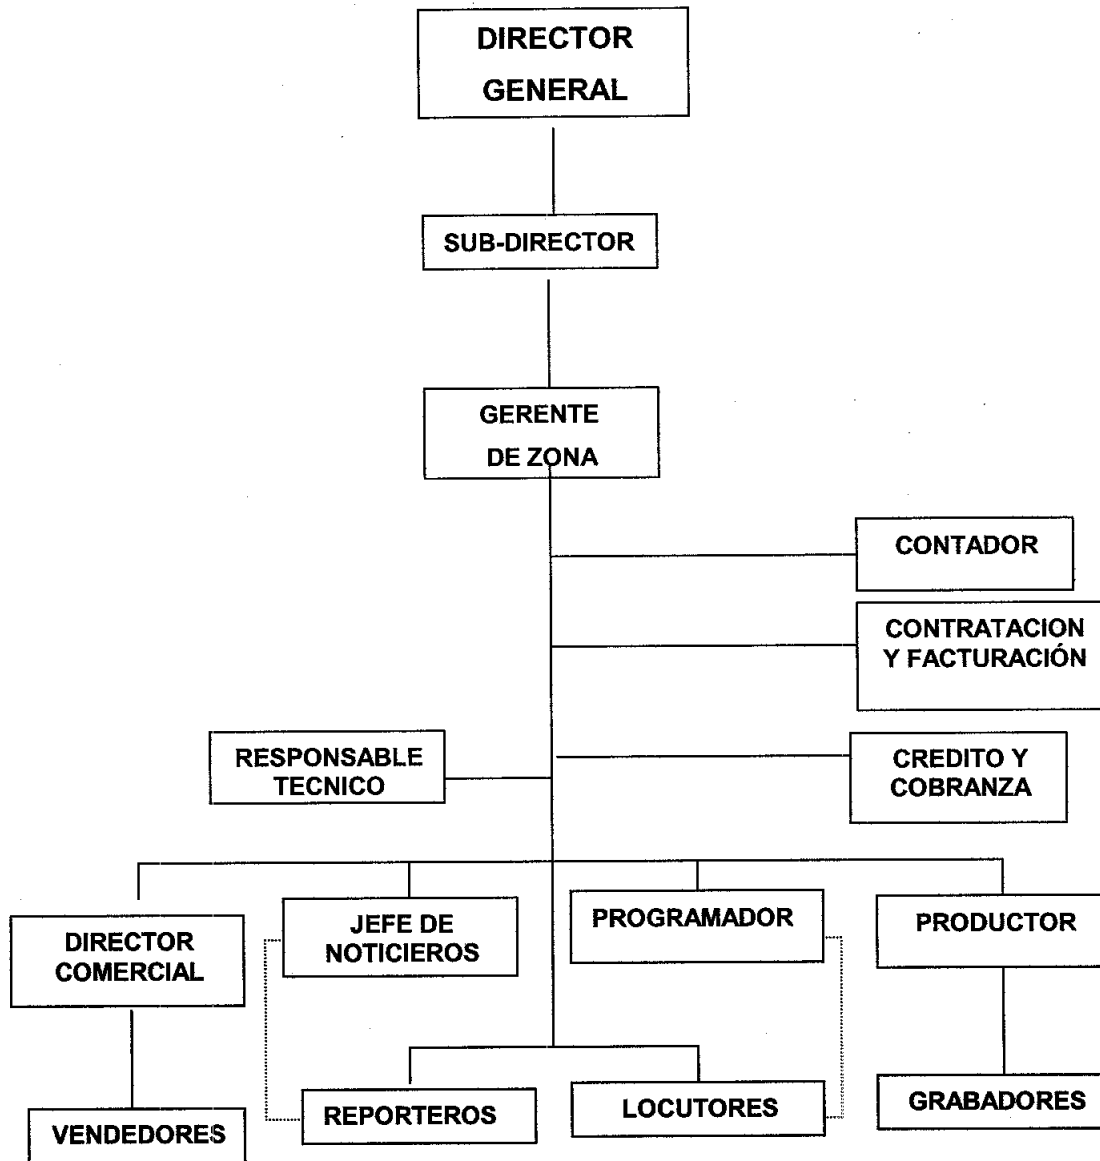 DIRECTOR
GENERAL
SUB-DIRECTOR
GERENTE
DE ZONA
CONTADOR
CONTRATACION
Y FACTURACIÓN
RESPONSABLE
TECNICO
CREDITO Y
COBRANZA
DIRECTOR
COMERCIAL
JEFE DE
NOTICIEROS
PROGRAMADOR
PRODUCTOR
VENDEDORES
REPORTEROS
LOCUTORES
GRABADORES